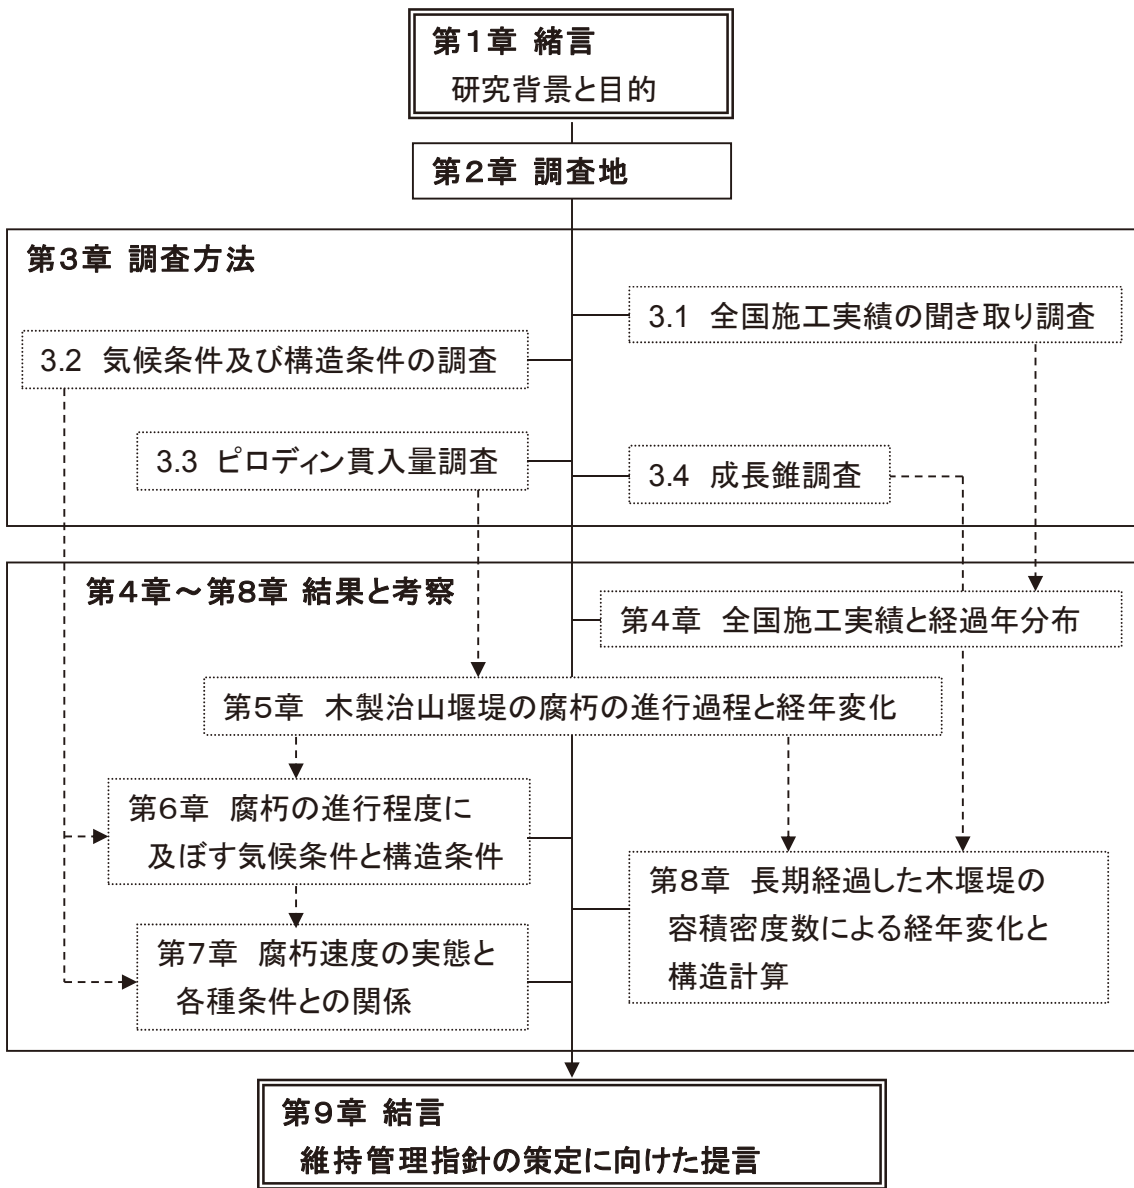 第1章 緒言
研究背景と目的
第2章 調査地
第3章 調査方法
3.1 全国施工実績の聞き取り調査
3.2 気候条件及び構造条件の調査
3.3 ピロディン貫入量調査
3.4 成長錐調査
第4章～第8章 結果と考察
第4章 全国施工実績と経過年分布
第5章 木製治山堰堤の腐朽の進行過程と経年変化
第6章 腐朽の進行程度に
及ぼす気候条件と構造条件
第7章 腐朽速度の実態と
各種条件との関係
第8章 長期経過した木堰堤の
容積密度数による経年変化と
構造計算
第9章 結言
維持管理指針の策定に向けた提言